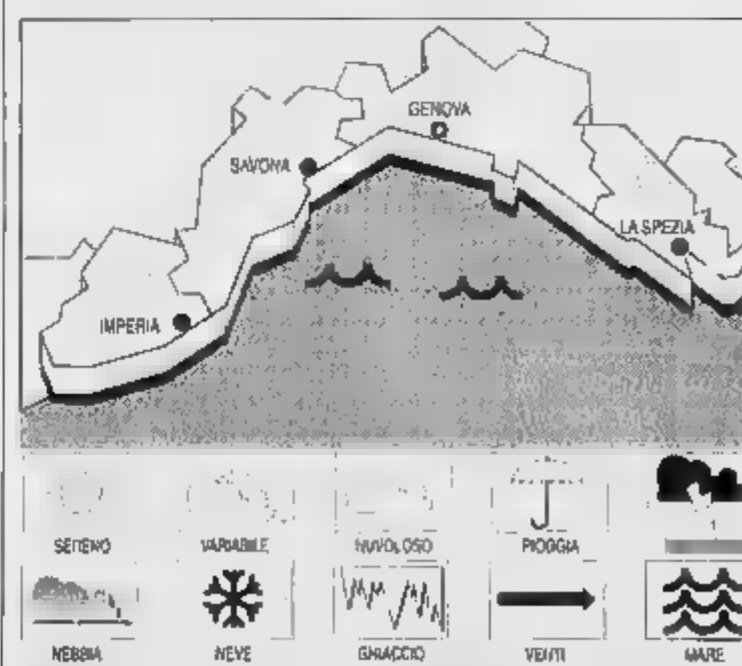 GENOVA
SAVONA
LA SPEZIA
IMPERIA
SERENO VARIABILE NUVOLOSO PIOGGIA
NEBBIA NEVE GHIACCIO VENTI MARE